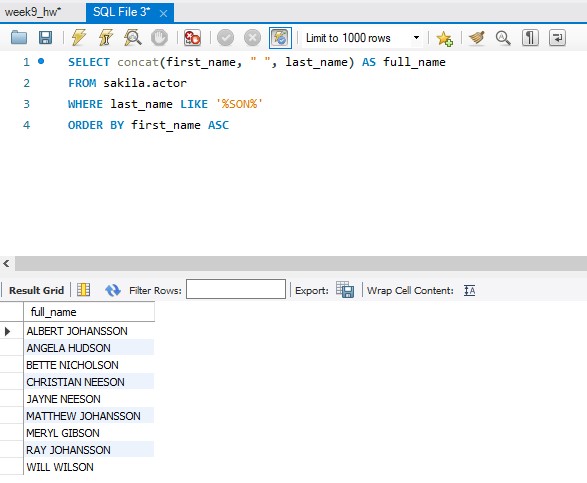 week9_hw* SQL File 3* ×
Limit to 1000 rows
1 SELECT concat(first_name, " ", last_name) AS full_name
2 FROM sakila.actor
3 WHERE last_name LIKE '%SON%'
4 ORDER BY first_name ASC
Result Grid Filter Rows: Export: Wrap Cell Content:
full_name
ALBERT JOHANSSON
ANGELA HUDSON
BETTE NICHOLSON
CHRISTIAN NEESON
JAYNE NEESON
MATTHEW JOHANSSON
MERYL GIBSON
RAY JOHANSSON
WILL WILSON